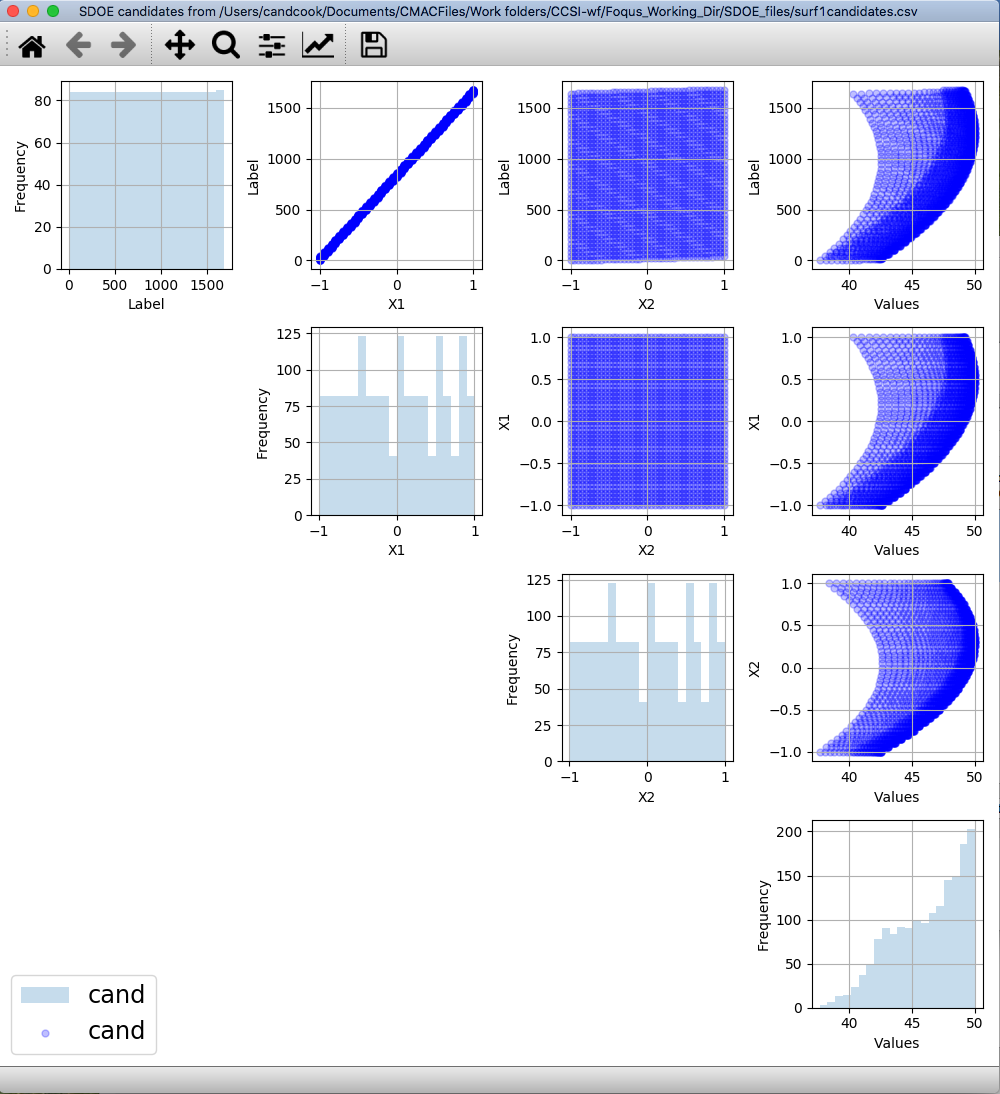 SDOE candidates from /Users/candcook/Documents/CMACFiles/Work folders/CCSI-wf/Foqus_Working_Dir/SDOE_files/surf1candidates.csv
80
60
40
20
0
Frequency
0 500 1000 1500
Label
1500
1000
500
0
Label
−1 0 1
X1
1500
1000
500
0
Label
−1 0 1
X2
1500
1000
500
0
Label
40 45 50
Values
125
100
75
50
25
0
Frequency
−1 0 1
X1
1.0
0.5
0.0
−0.5
−1.0
X1
−1 0 1
X2
1.0
0.5
0.0
−0.5
−1.0
X1
40 45 50
Values
125
100
75
50
25
0
Frequency
−1 0 1
X2
1.0
0.5
0.0
−0.5
−1.0
X2
40 45 50
Values
200
150
100
50
0
Frequency
40 45 50
Values
cand
cand